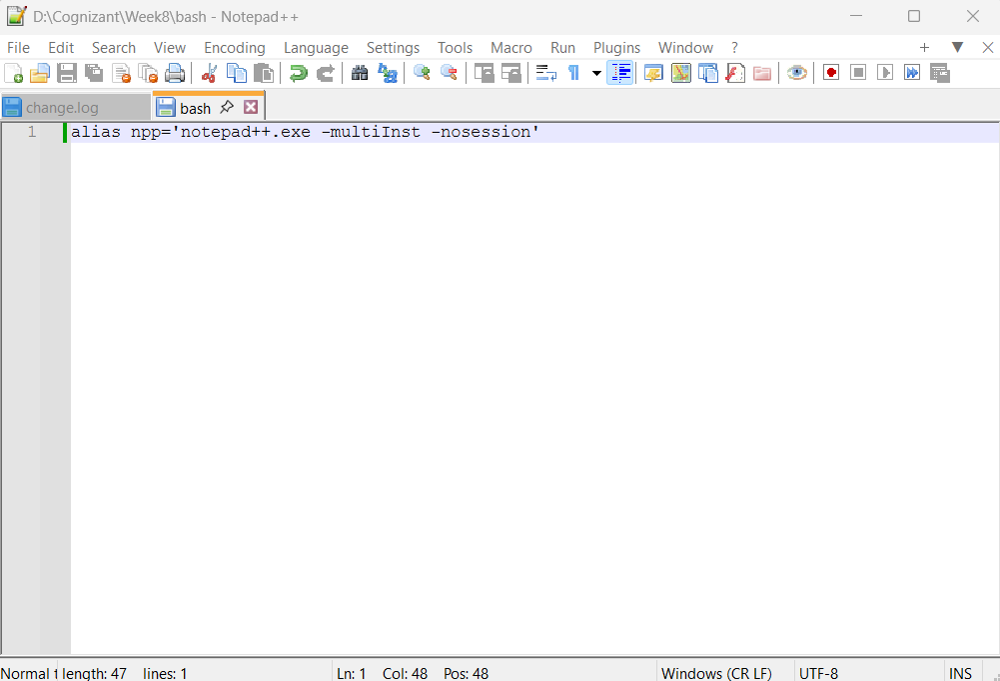 D:\Cognizant\Week8\bash - Notepad++
File Edit Search View Encoding Language Settings Tools Macro Run Plugins Window ?
change.log bash
1 alias npp='notepad++.exe -multiInst -nosession'
Normal t length: 47 lines: 1 Ln: 1 Col: 48 Pos: 48 Windows (CR LF) UTF-8 INS